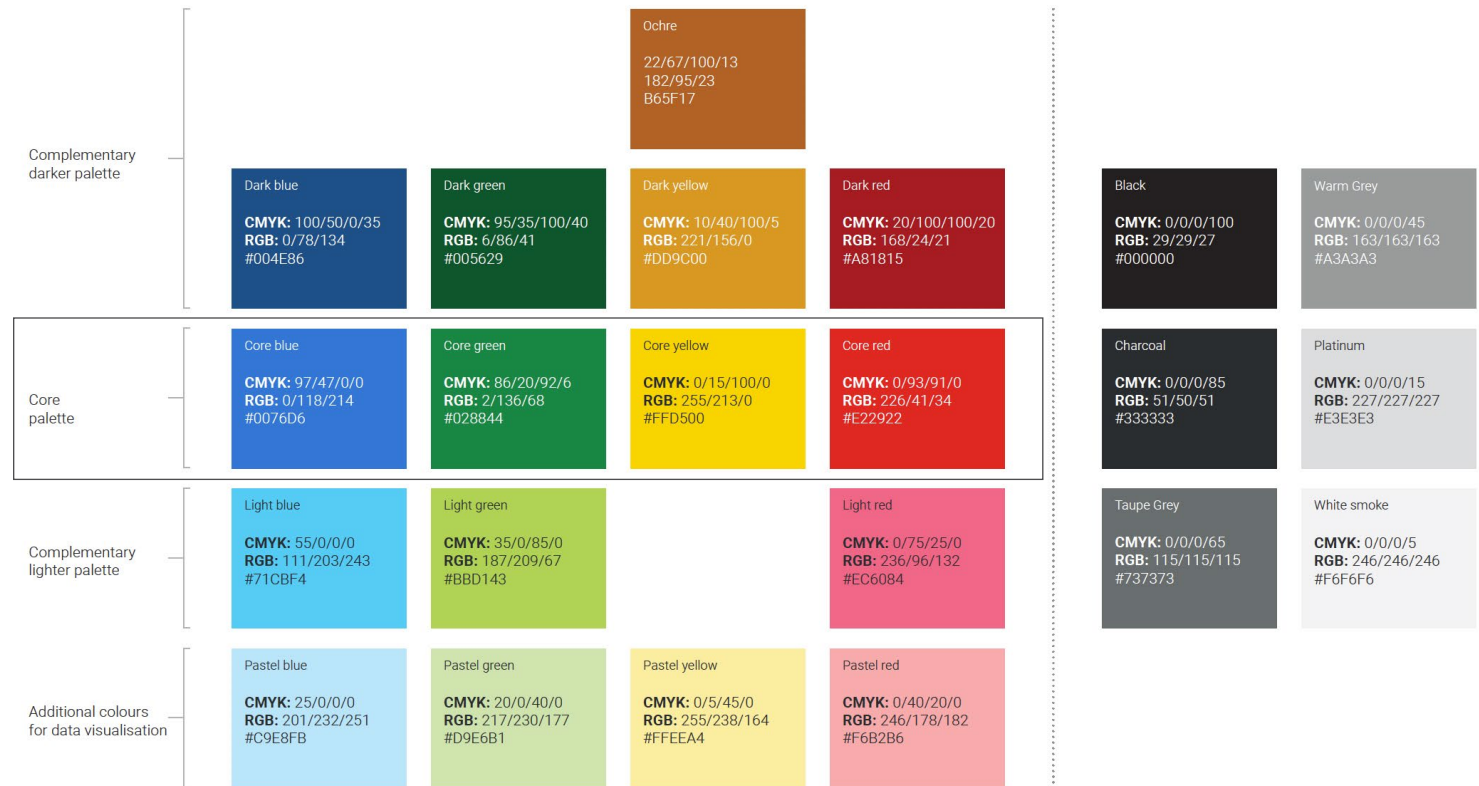 Ochre
22/67/100/13
182/95/23
B65F17
Complementary
darker palette
Dark blue
CMYK: 100/50/0/35
RGB: 0/78/134
#004E86
Dark green
CMYK: 95/35/100/40
RGB: 6/86/41
#005629
Dark yellow
CMYK: 10/40/100/5
RGB: 221/156/0
#DD9C00
Dark red
CMYK: 20/100/100/20
RGB: 168/24/21
#A81815
Black
CMYK: 0/0/0/100
RGB: 29/29/27
#000000
Warm Grey
CMYK: 0/0/0/45
RGB: 163/163/163
#A3A3A3
Core
palette
Core blue
CMYK: 97/47/0/0
RGB: 0/118/214
#0076D6
Core green
CMYK: 86/20/92/6
RGB: 2/136/68
#028844
Core yellow
CMYK: 0/15/100/0
RGB: 255/213/0
#FFD500
Core red
CMYK: 0/93/91/0
RGB: 226/41/34
#E22922
Charcoal
CMYK: 0/0/0/85
RGB: 51/50/51
#333333
Platinum
CMYK: 0/0/0/15
RGB: 227/227/227
#E3E3E3
Complementary
lighter palette
Light blue
CMYK: 55/0/0/0
RGB: 111/203/243
#71CBF4
Light green
CMYK: 35/0/85/0
RGB: 187/209/67
#BBD143
Light red
CMYK: 0/75/25/0
RGB: 236/96/132
#EC6084
Taupe Grey
CMYK: 0/0/0/65
RGB: 115/115/115
#737373
White smoke
CMYK: 0/0/0/5
RGB: 246/246/246
#F6F6F6
Additional colours
for data visualisation
Pastel blue
CMYK: 25/0/0/0
RGB: 201/232/251
#C9E8FB
Pastel green
CMYK: 20/0/40/0
RGB: 217/230/177
#D9E6B1
Pastel yellow
CMYK: 0/5/45/0
RGB: 255/238/164
#FFEEA4
Pastel red
CMYK: 0/40/20/0
RGB: 246/178/182
#F6B2B6